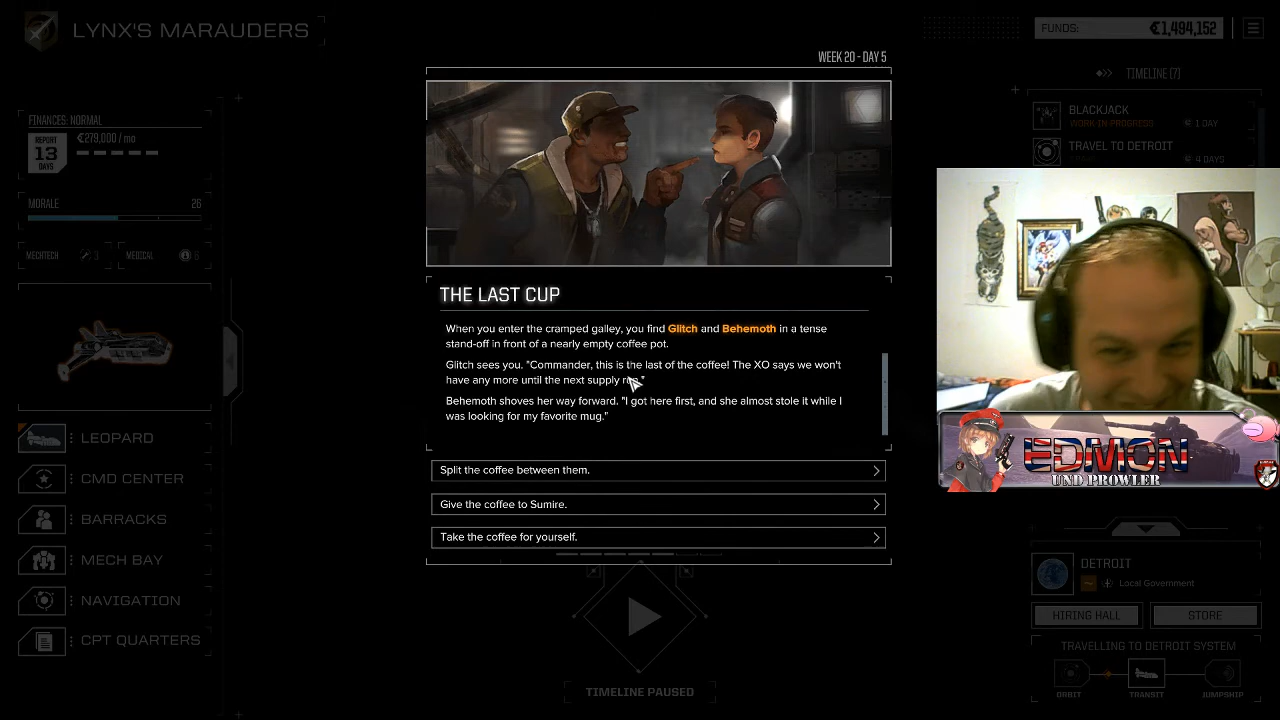 LYNX'S MARAUDERS
FUNDS: €1,494,152
WEEK 20 - DAY 5
TIMELINE (7)
FINANCES: NORMAL
REPORT
13
DAYS
€279,000 / mo
BLACKJACK
WORK IN PROGRESS
1 DAY
TRAVEL TO DETROIT
4 DAYS
MORALE 26
MECHTECH 3 MEDICAL 6
THE LAST CUP
When you enter the cramped galley, you find Glitch and Behemoth in a tense
stand-off in front of a nearly empty coffee pot.
Glitch sees you. "Commander, this is the last of the coffee! The XO says we won't
have any more until the next supply
Behemoth shoves her way forward. "I got here first, and she almost stole it while I
was looking for my favorite mug."
Split the coffee between them.
Give the coffee to Sumire.
Take the coffee for yourself.
LEOPARD
CMD CENTER
BARRACKS
MECH BAY
NAVIGATION
CPT QUARTERS
EDMON
UND PROWLER
DETROIT
Local Government
HIRING HALL
STORE
TRAVELLING TO DETROIT SYSTEM
ORBIT
TRANSIT
JUMPSHIP
TIMELINE PAUSED